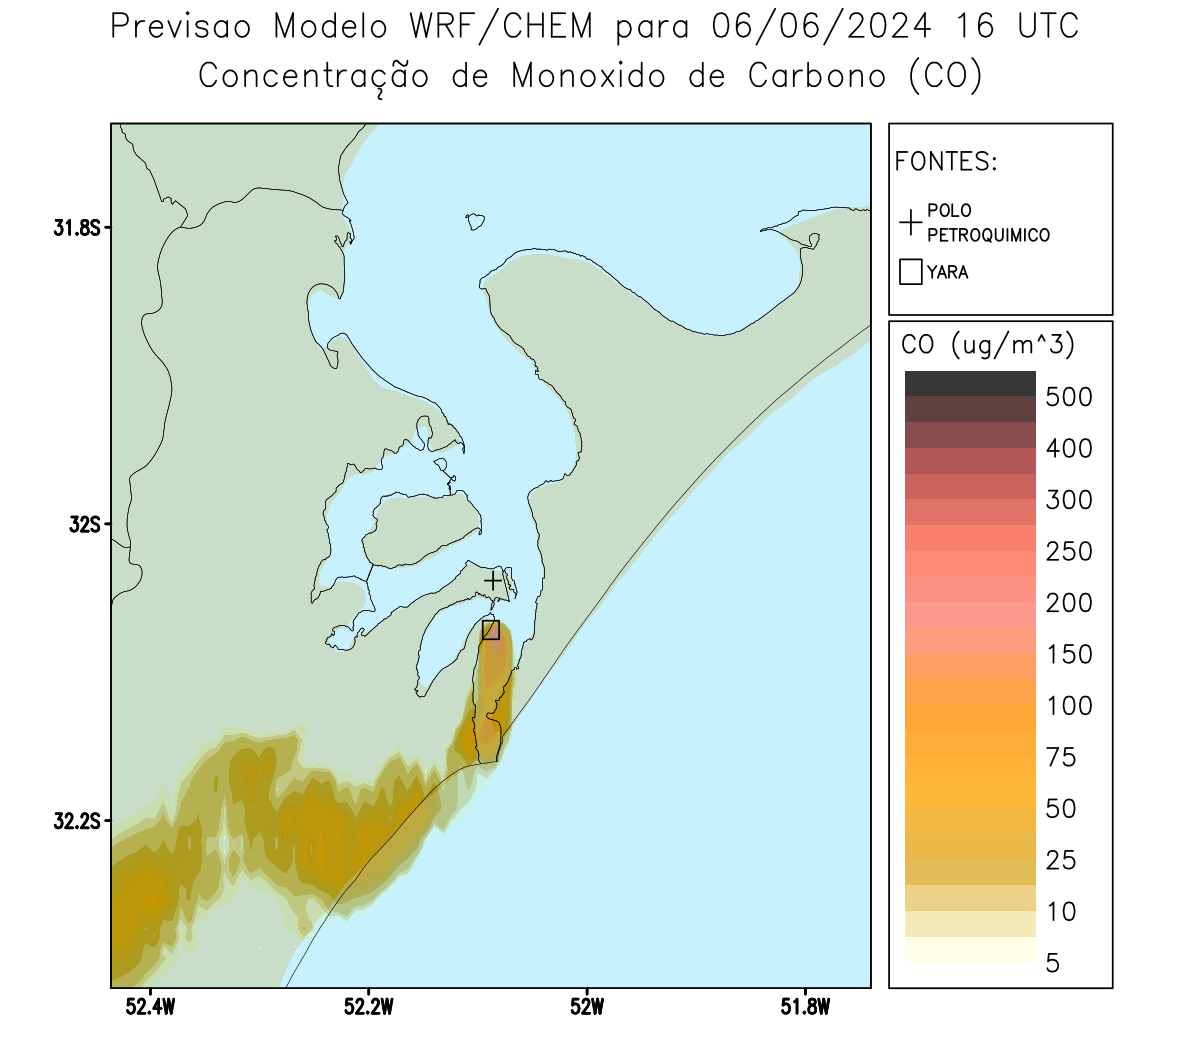 Previsao Modelo WRF/CHEM para 06/06/2024 16 UTC
Concentração de Monoxido de Carbono (CO)
FONTES:
POLO
PETROQUIMICO
YARA
31.8S
32S
32.2S
52.4W
52.2W
52W
51.8W
CO (ug/m^3)
500
400
300
250
200
150
100
75
50
25
10
5